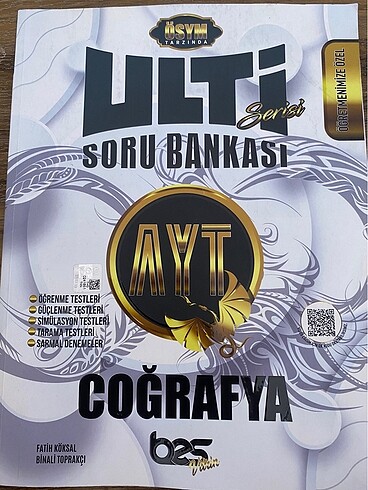 ÖSYM
TARZINDA
ÖĞRETMENİMİZE ÖZEL
ULTİ
Serisi
SORU BANKASI
AYT
ÖĞRENME TESTLERİ
GÜÇLENME TESTLERİ
SİMÜLASYON TESTLERİ
TARAMA TESTLERİ
SARMAL DENEMELER
COĞRAFYA
FATİH KÖKSAL
BİNALİ TOPRAKÇI
bes
Yayın